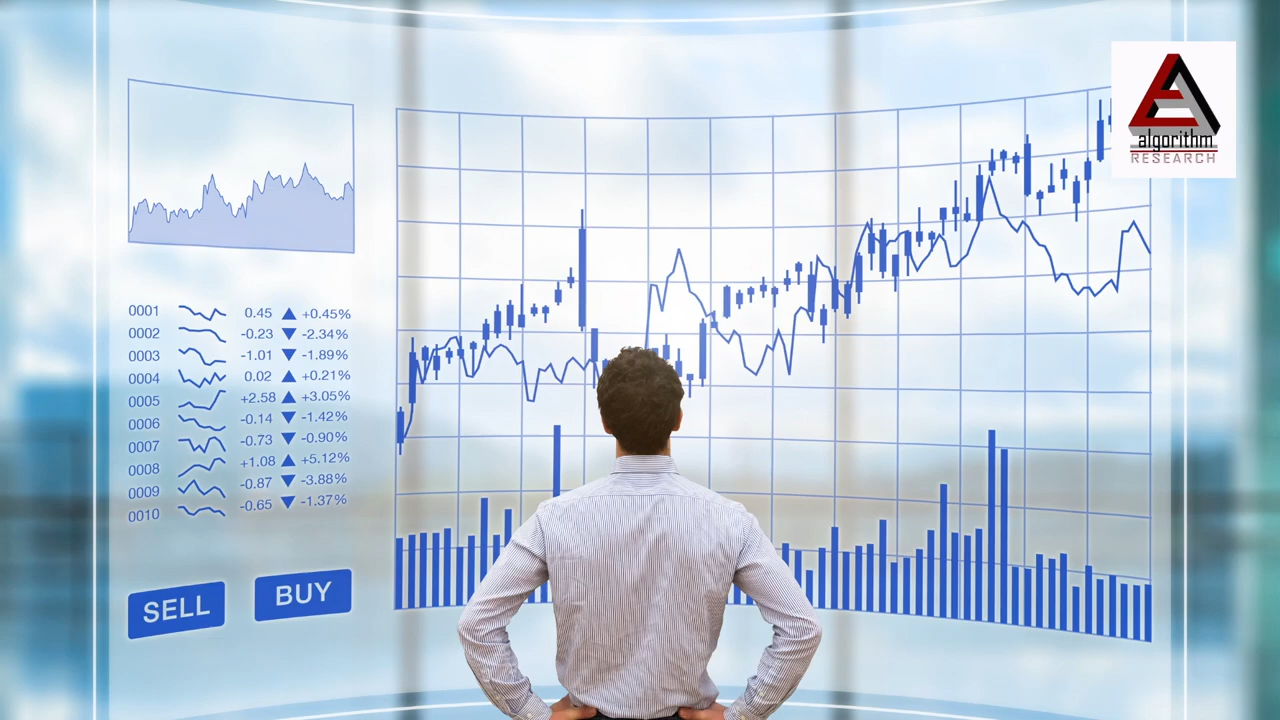 algorithm
RESEARCH
0001 0.45 ▲ +0.45%
0002 -0.23 ▼ -2.34%
0003 -1.01 ▼ -1.89%
0004 0.02 ▲ +0.21%
0005 +2.58 ▲ +3.05%
0006 -0.14 ▼ -1.42%
0007 -0.73 ▼ -0.90%
0008 +1.08 ▲ +5.12%
0009 -0.87 ▼ -3.88%
0010 -0.65 ▼ -1.37%
SELL BUY